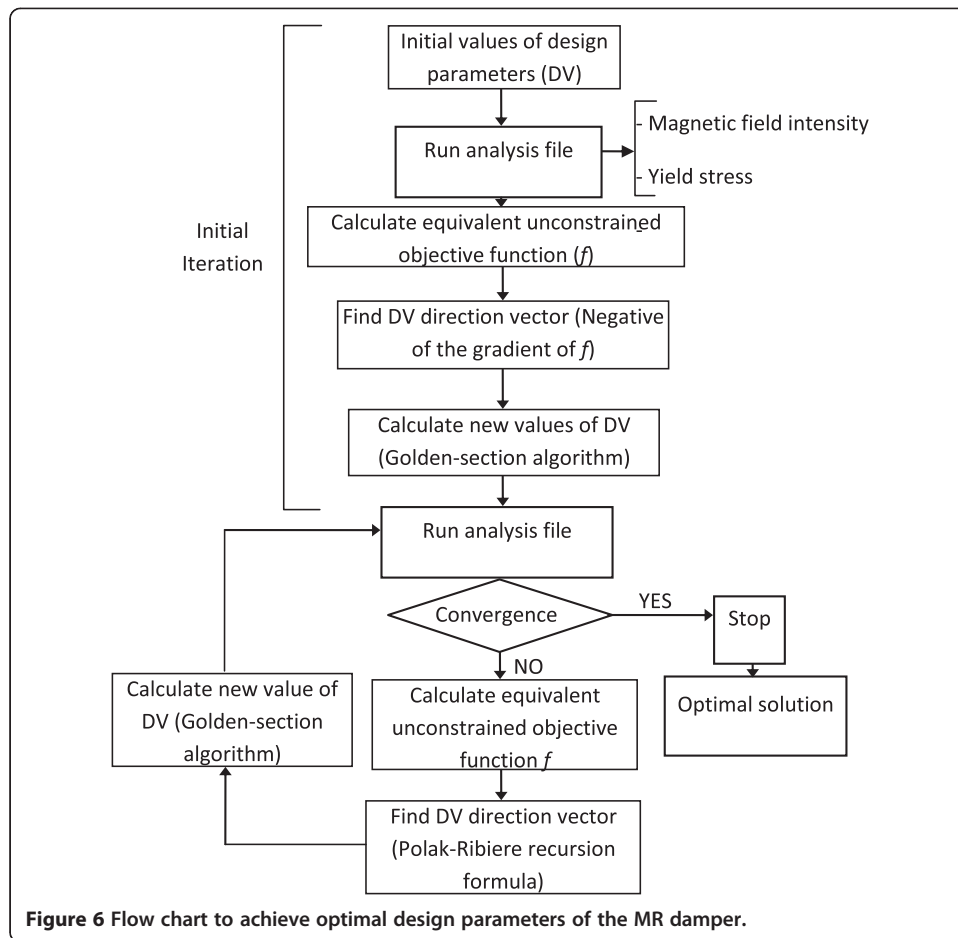 Initial values of design
parameters (DV)
Run analysis file
- Magnetic field intensity
- Yield stress
Calculate equivalent unconstrained
objective function (f)
Initial
Iteration
Find DV direction vector (Negative
of the gradient of f)
Calculate new values of DV
(Golden-section algorithm)
Run analysis file
Convergence
YES
Stop
NO
Optimal solution
Calculate equivalent
unconstrained objective
function f
Calculate new value of
DV (Golden-section
algorithm)
Find DV direction vector
(Polak-Ribiere recursion
formula)
Figure 6 Flow chart to achieve optimal design parameters of the MR damper.